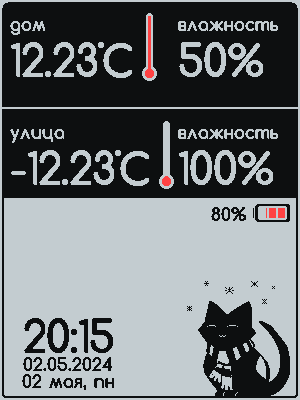 дом влажность
12.23°C 50%
улица влажность
-12.23°C 100%
80%
20:15
02.05.2024
02 мая, пн